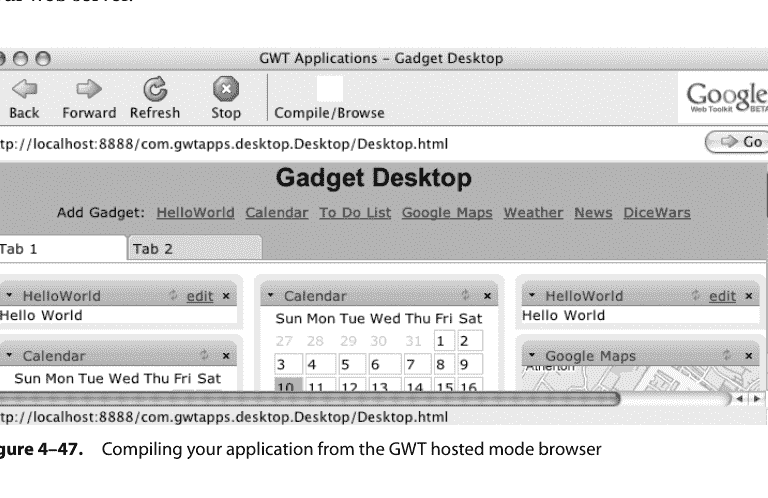 GWT Applications – Gadget Desktop
Back Forward Refresh Stop Compile/Browse
Google
Web Toolkit BETA
tp://localhost:8888/com.gwtapps.desktop.Desktop/Desktop.html Go
Gadget Desktop
Add Gadget: HelloWorld Calendar To Do List Google Maps Weather News DiceWars
Tab 1 Tab 2
HelloWorld edit ×
Hello World
Calendar ×
Sun Mon Tue Wed Thu Fri Sat
Calendar ×
Sun Mon Tue Wed Thu Fri Sat
27 28 29 30 31 1 2
3 4 5 6 7 8 9
10 11 12 13 14 15 16
HelloWorld edit ×
Hello World
Google Maps ×
Atherton
tp://localhost:8888/com.gwtapps.desktop.Desktop/Desktop.html
gure 4–47. Compiling your application from the GWT hosted mode browser